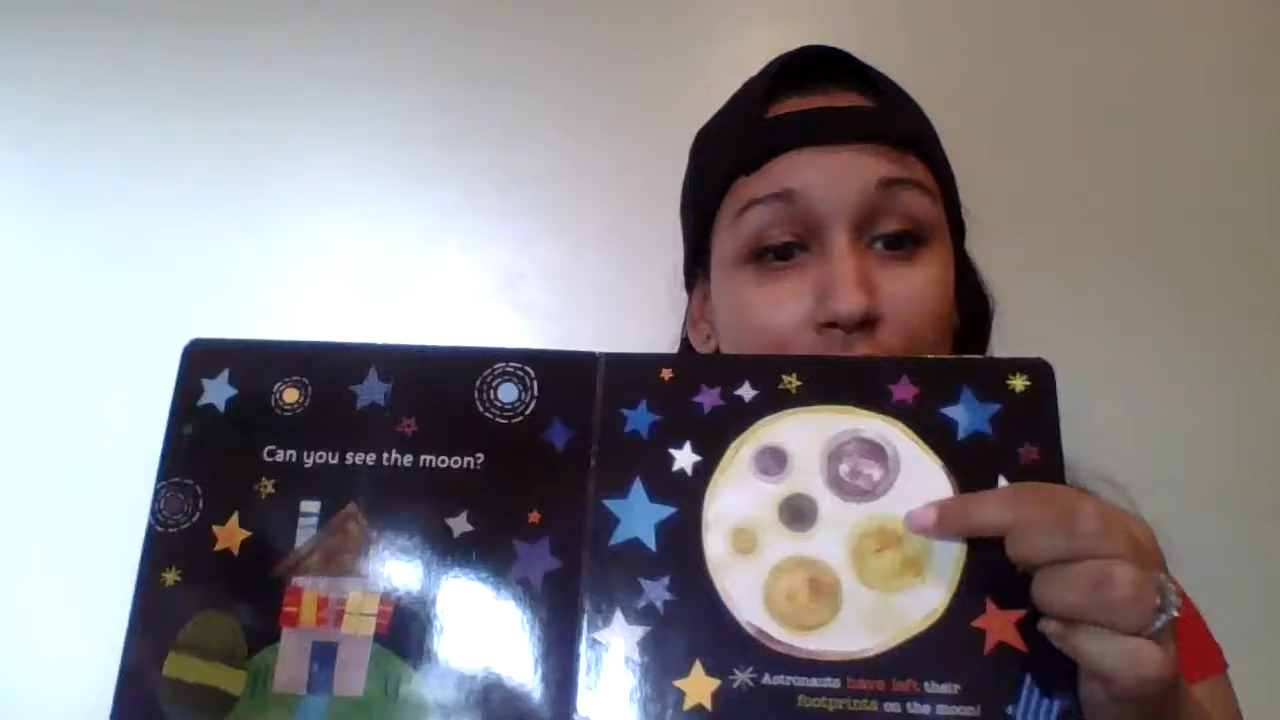 Can you see the moon?
Astronauts have left their
footprints on the moon!